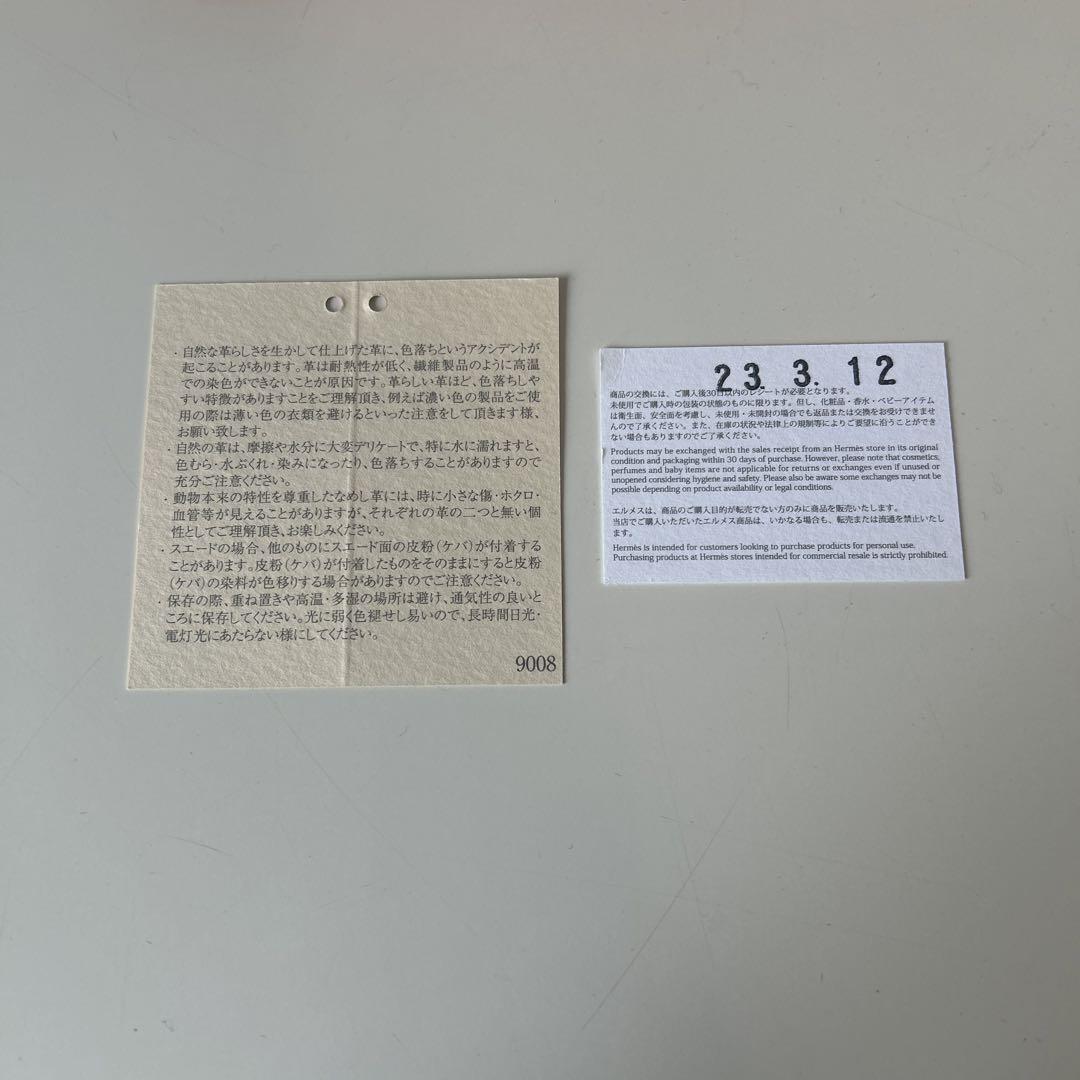 ・自然な革らしさを生かして仕上げた革に、色落ちというアクシデントが
起こることがあります。革は耐熱性が低く、繊維製品のように高温
での染色ができないことが原因です。革らしい革ほど、色落ちしや
すい特徴がありますことをご理解頂き、例えば濃い色の製品をご使
用の際は薄い色の衣類を避けるといった注意をして頂きます様、
お願い致します。
・自然の革は、摩擦や水分に大変デリケートで、特に水に濡れますと、
色むら・水ぶくれ・染みになったり、色落ちすることがありますので
充分ご注意ください。
・動物本来の特性を尊重したなめし革には、時に小さな傷・ホクロ・
血管等が見えることがありますが、それぞれの革の二つと無い個
性としてご理解頂き、お楽しみください。
・スエードの場合、他のものにスエード面の皮粉(ケバ)が付着する
ことがあります。皮粉(ケバ)が付着したものをそのままにすると皮粉
(ケバ)の染料が色移りする場合がありますのでご注意ください。
・保存の際、重ね置きや高温・多湿の場所は避け、通気性の良いと
ころに保存してください。光に弱く色褪せし易いので、長時間日光・
電灯光にあたらない様にしてください。
9008
23. 3. 12
商品の交換には、ご購入後30日以内のレシートが必要となります。
未使用でご購入時の包装の状態のものに限ります。但し、化粧品・香水・ベビーアイテム
は衛生面、安全面を考慮し、未使用・未開封の場合でも返品または交換をお受けできませ
んので了承ください。また、在庫の状況や法律上の規制等によりご要望に沿うことができ
ない場合もありますのでご了承ください。
Products may be exchanged with the sales receipt from an Hermès store in its original
condition and packaging within 30 days of purchase. However, please note that cosmetics,
perfumes and baby items are not applicable for returns or exchanges even if unused or
unopened considering hygiene and safety. Please also be aware some exchanges may not be
possible depending on product availability or legal conditions.
エルメスは、商品のご購入目的が転売でない方のみに商品を販売いたします。
当店でご購入いただいたエルメス商品は、いかなる場合も、転売または流通を禁止いたし
ます。
Hermès is intended for customers looking to purchase products for personal use.
Purchasing products at Hermès stores intended for commercial resale is strictly prohibited.